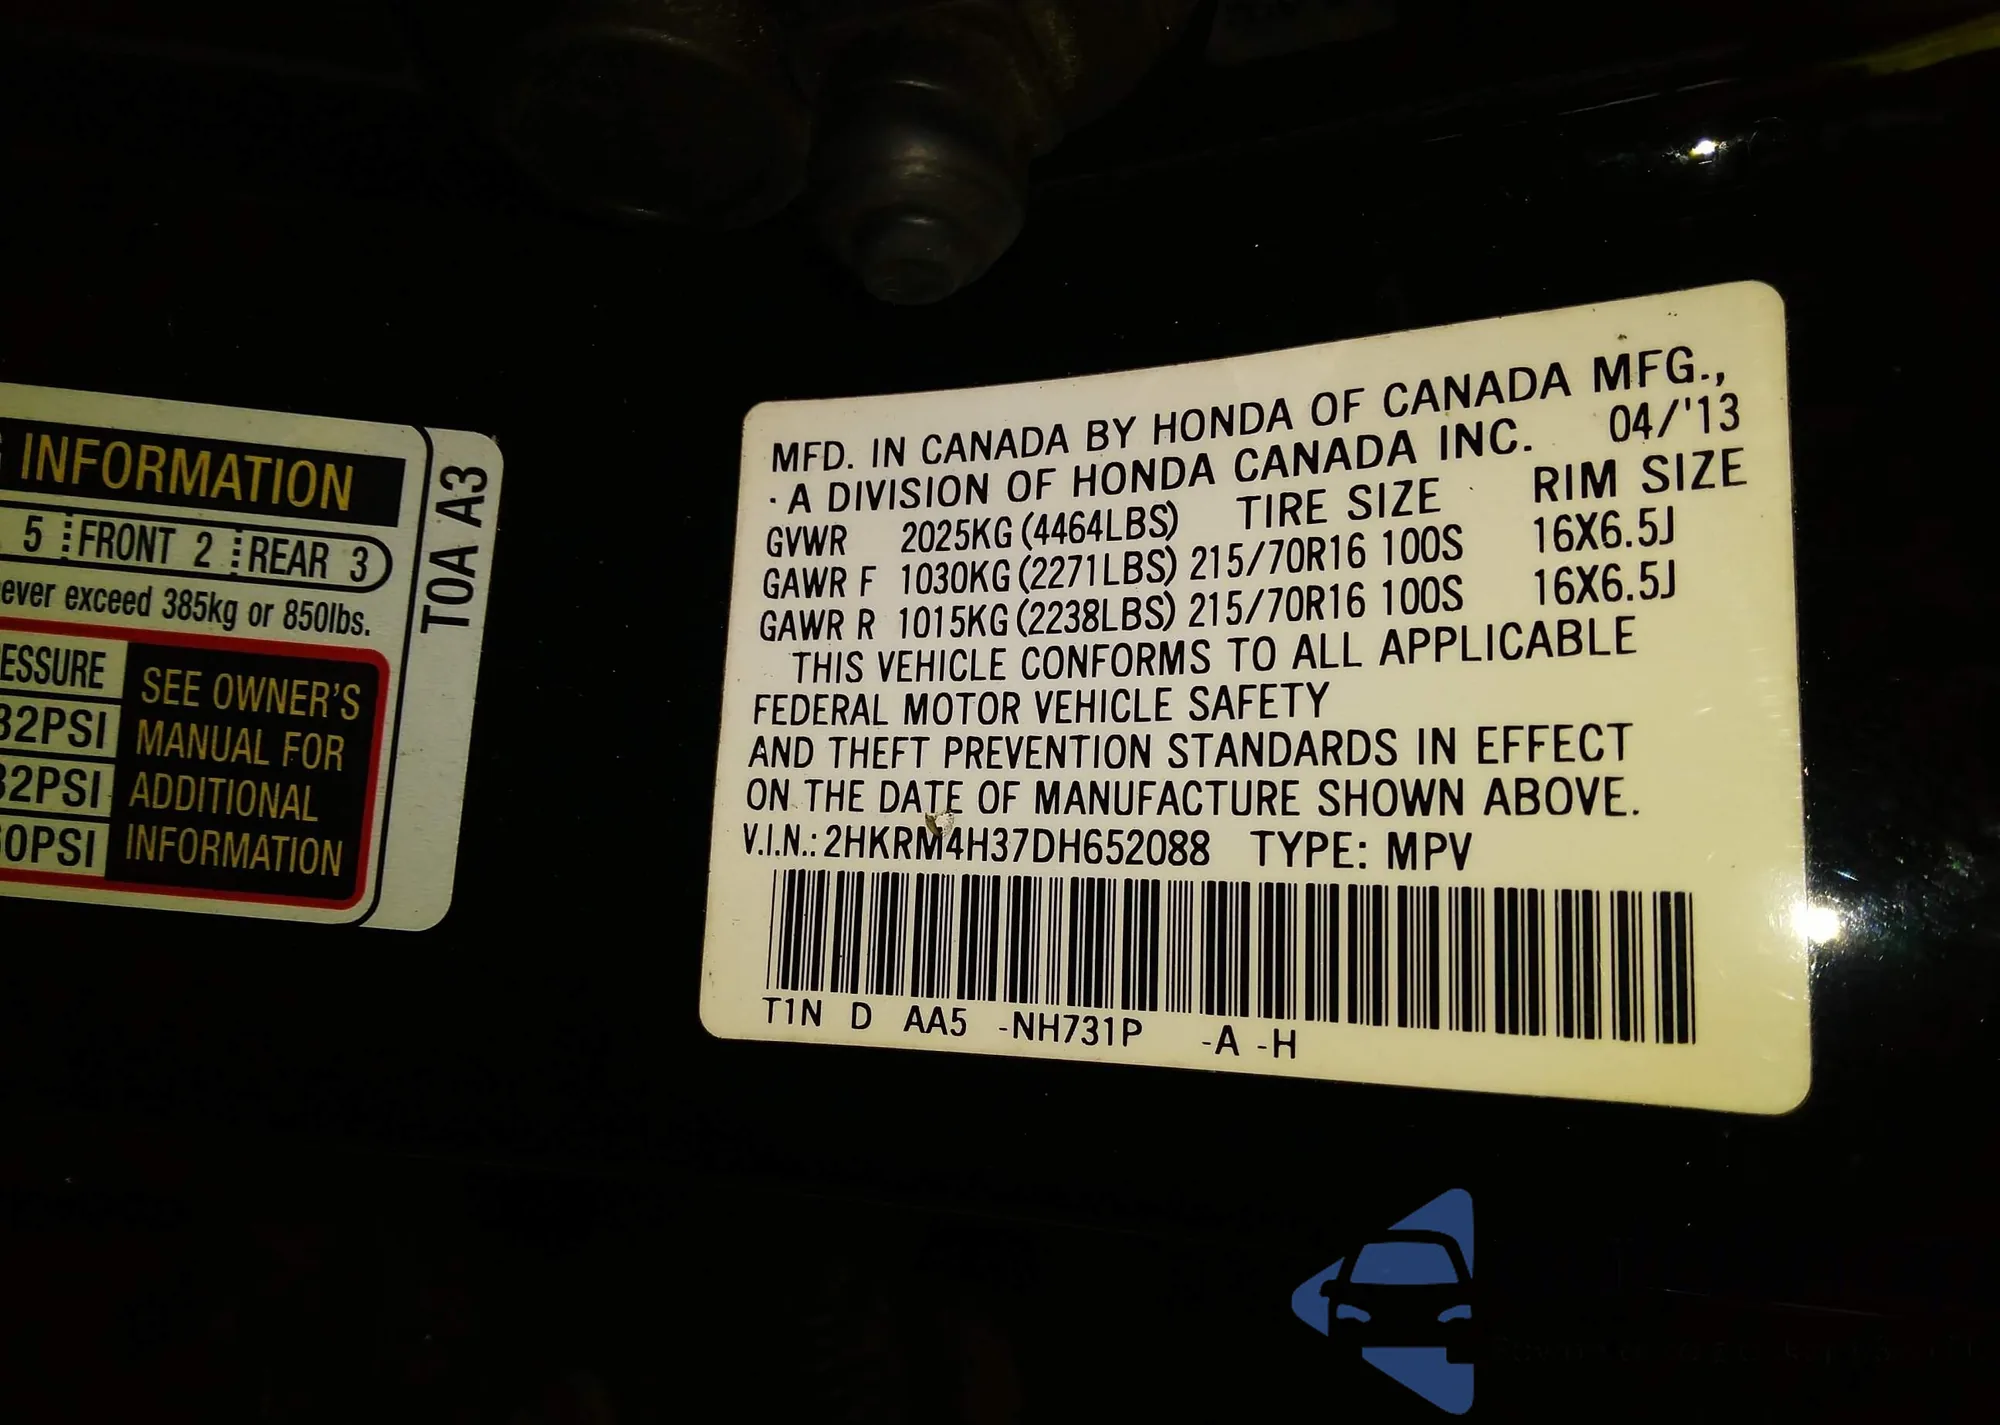 INFORMATION
5 FRONT 2 REAR 3
ever exceed 385kg or 850lbs.
ESSURE
32PSI
32PSI
60PSI
SEE OWNER'S
MANUAL FOR
ADDITIONAL
INFORMATION
T0A A3
MFD. IN CANADA BY HONDA OF CANADA MFG.,
· A DIVISION OF HONDA CANADA INC. 04/'13
GVWR 2025KG (4464LBS) TIRE SIZE RIM SIZE
GAWR F 1030KG (2271LBS) 215/70R16 100S 16X6.5J
GAWR R 1015KG (2238LBS) 215/70R16 100S 16X6.5J
THIS VEHICLE CONFORMS TO ALL APPLICABLE
FEDERAL MOTOR VEHICLE SAFETY
AND THEFT PREVENTION STANDARDS IN EFFECT
ON THE DATE OF MANUFACTURE SHOWN ABOVE.
V.I.N.: 2HKRM4H37DH652088 TYPE: MPV
T1N D AA5 -NH731P -A -H